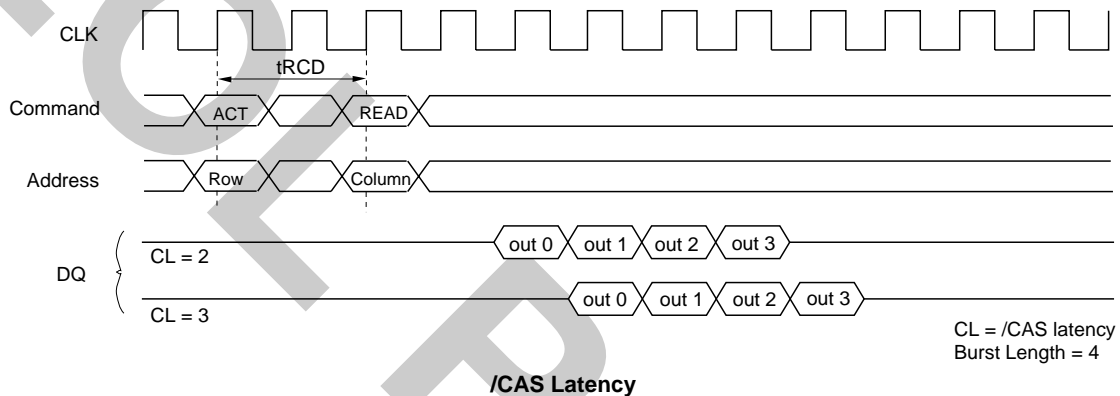 CLK
tRCD
Command ACT READ
Address Row Column
out 0 out 1 out 2 out 3
CL = 2
DQ
out 0 out 1 out 2 out 3
CL = 3
CL = /CAS latency
Burst Length = 4
/CAS Latency